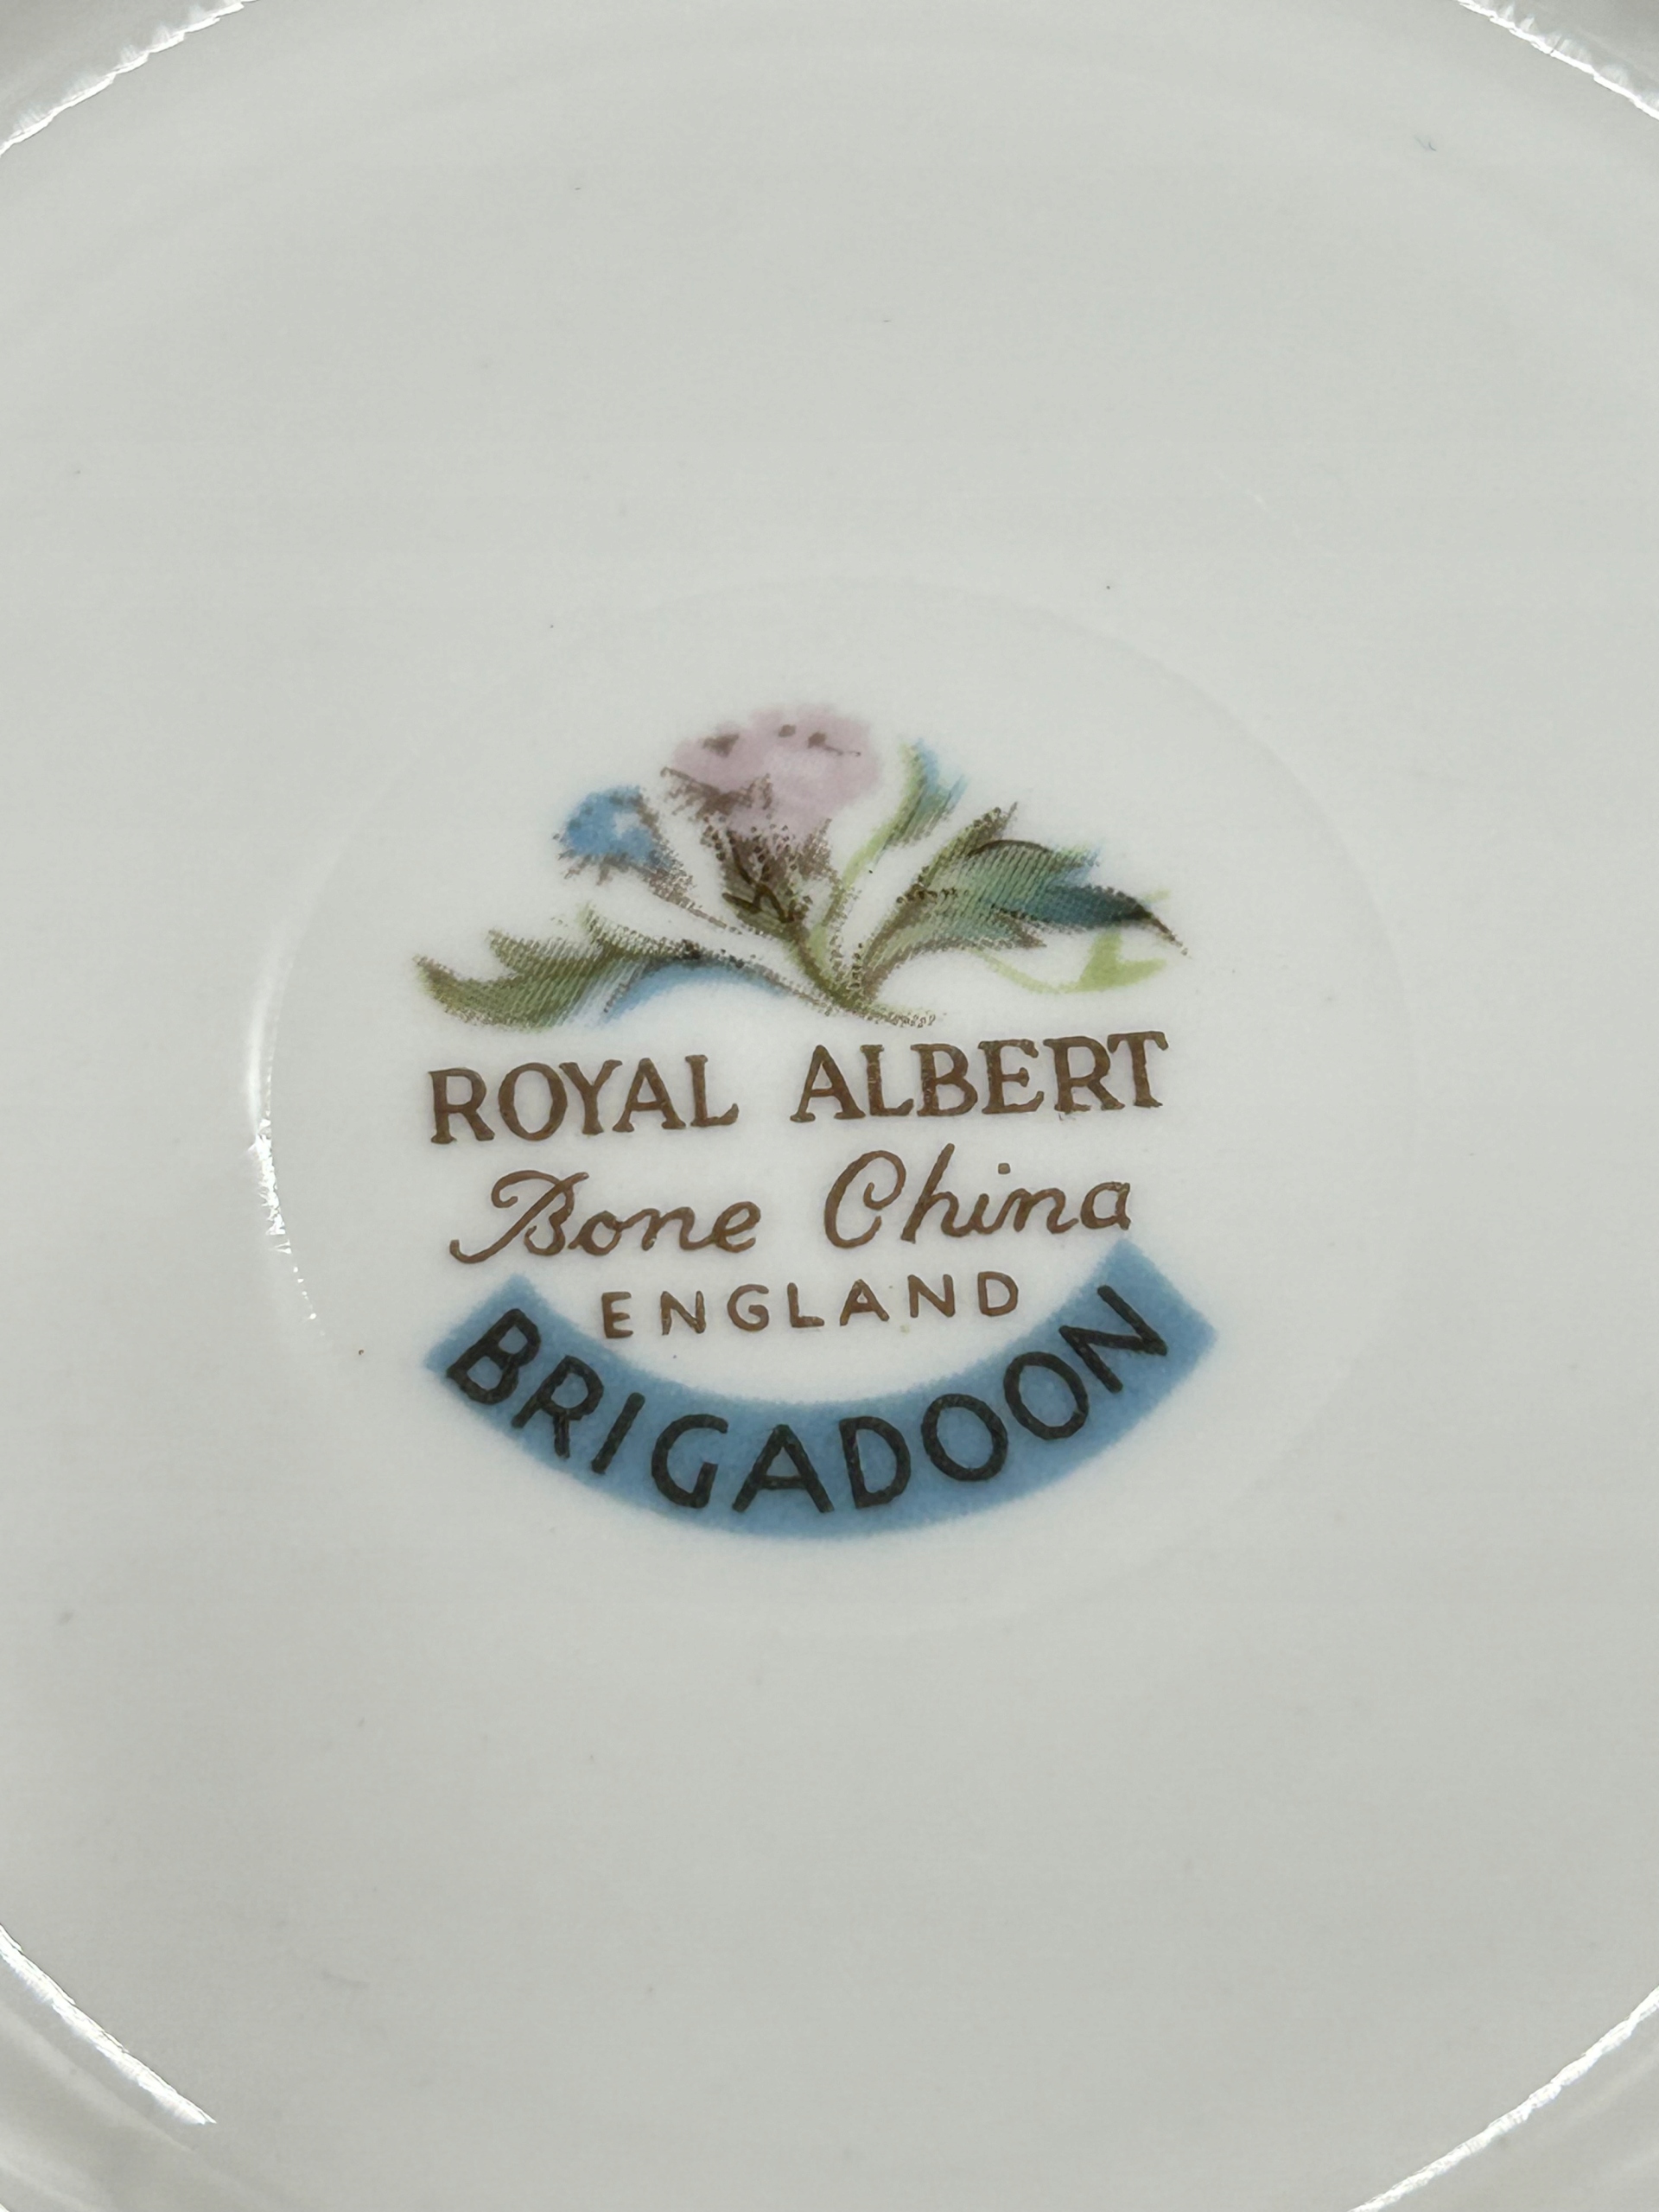 ROYAL ALBERT
Bone China
ENGLAND
BRIGADOON